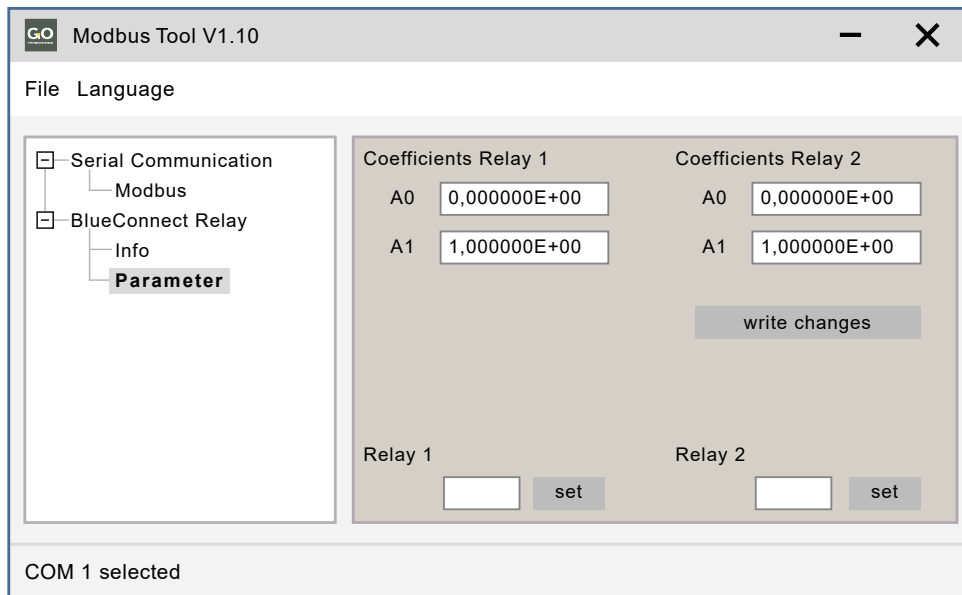 GO
Modbus Tool V1.10
File Language
Serial Communication
Modbus
BlueConnect Relay
Info
Parameter
Coefficients Relay 1
A0 0,000000E+00
A1 1,000000E+00
Coefficients Relay 2
A0 0,000000E+00
A1 1,000000E+00
write changes
Relay 1
set
Relay 2
set
COM 1 selected